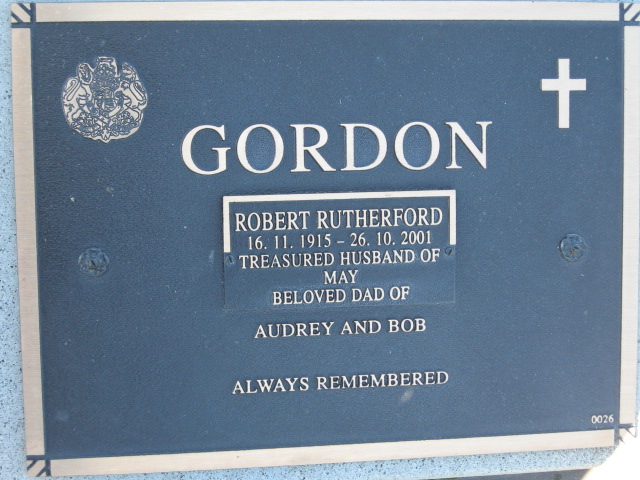 GORDON
ROBERT RUTHERFORD
16. 11. 1915 – 26. 10. 2001
TREASURED HUSBAND OF
MAY
BELOVED DAD OF
AUDREY AND BOB
ALWAYS REMEMBERED
0026